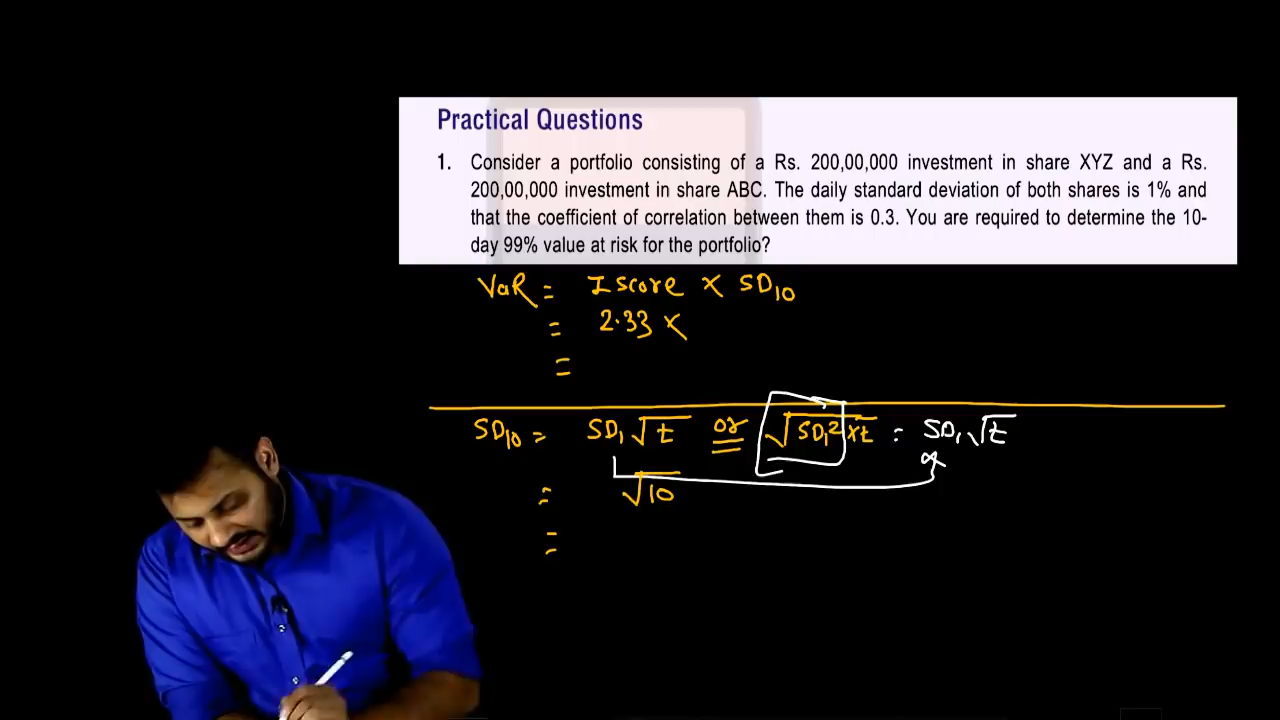 Practical Questions
1. Consider a portfolio consisting of a Rs. 200,00,000 investment in share XYZ and a Rs.
200,00,000 investment in share ABC. The daily standard deviation of both shares is 1% and
that the coefficient of correlation between them is 0.3. You are required to determine the 10-
day 99% value at risk for the portfolio?
VaR = Z score × SD10
= 2.33 ×
=
SD10 = SD1 √t or √SD1² × t = SD1 √t
= √10
=